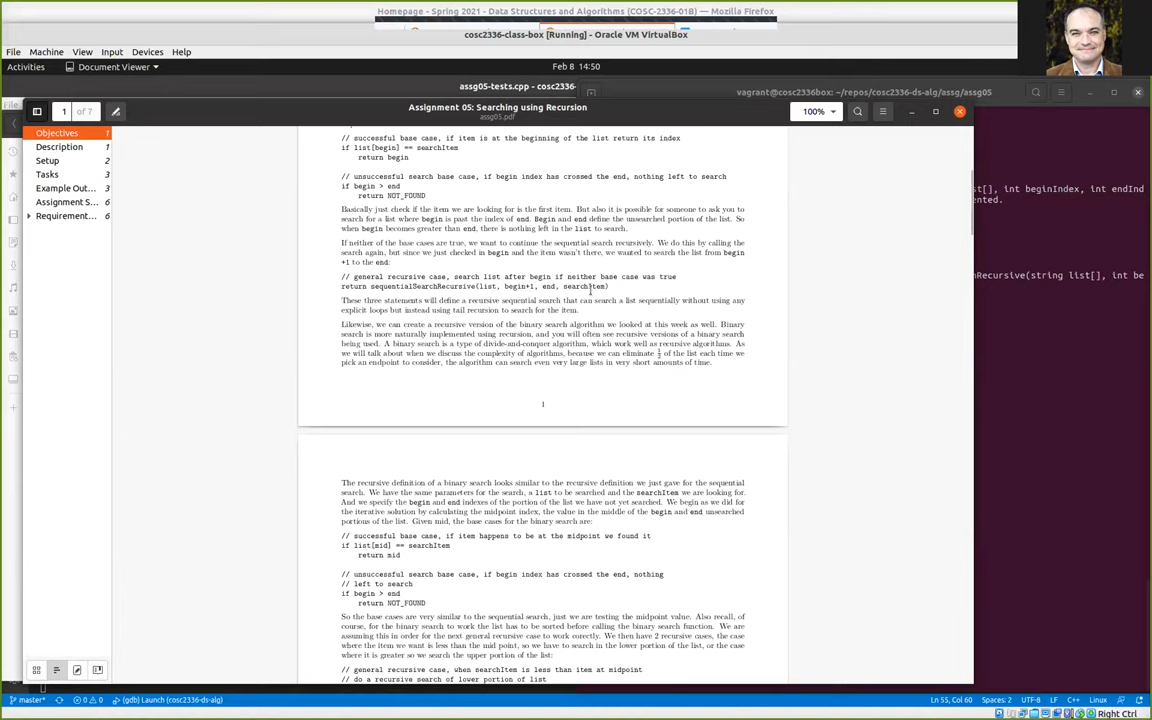 Homepage - Spring 2021 - Data Structures and Algorithms (COSC-2336-01B) — Mozilla Firefox
cosc2336-class-box [Running] - Oracle VM VirtualBox
File Machine View Input Devices Help
Activities Document Viewer Feb 8 14:50
assg05-tests.cpp - cosc2336-
vagrant@cosc2336box: ~/repos/cosc2336-ds-alg/assg/assg05
File
1 of 7
Assignment 05: Searching using Recursion
assg05.pdf
100%
Objectives 1
Description 1
Setup 2
Tasks 3
Example Out... 3
Assignment S... 6
Requirement... 6
// successful base case, if item is at the beginning of the list return its index
if list[begin] == searchItem
return begin
// unsuccessful search base case, if begin index has crossed the end, nothing left to search
if begin > end
return NOT_FOUND
Basically just check if the item we are looking for is the first item. But also it is possible for someone to ask you to
search for a list where begin is past the index of end. Begin and end define the unsearched portion of the list. So
when begin becomes greater than end, there is nothing left in the list to search.
If neither of the base cases are true, we want to continue the sequential search recursively. We do this by calling the
search again, but since we just checked in begin and the item wasn't there, we wanted to search the list from begin
+1 to the end:
// general recursive case, search list after begin if neither base case was true
return sequentialSearchRecursive(list, begin+1, end, searchItem)
These three statements will define a recursive sequential search that can search a list sequentially without using any
explicit loops but instead using tail recursion to search for the item.
Likewise, we can create a recursive version of the binary search algorithm we looked at this week as well. Binary
search is more naturally implemented using recursion, and you will often see recursive versions of a binary search
being used. A binary search is a type of divide-and-conquer algorithm, which work well as recursive algorithms. As
we will talk about when we discuss the complexity of algorithms, because we can eliminate 1/2 of the list each time we
pick an endpoint to consider, the algorithm can search even very large lists in very short amounts of time.
1
The recursive definition of a binary search looks similar to the recursive definition we just gave for the sequential
search. We have the same parameters for the search, a list to be searched and the searchItem we are looking for.
And we specify the begin and end indexes of the portion of the list we have not yet searched. We begin as we did for
the iterative solution by calculating the midpoint index, the value in the middle of the begin and end unsearched
portions of the list. Given mid, the base cases for the binary search are:
// successful base case, if item happens to be at the midpoint we found it
if list[mid] == searchItem
return mid
// unsuccessful search base case, if begin index has crossed the end, nothing
// left to search
if begin > end
return NOT_FOUND
So the base cases are very similar to the sequential search, just we are testing the midpoint value. Also recall, of
course, for the binary search to work the list has to be sorted before calling the binary search function. We are
assuming this in order for the next general recursive case to work correctly. We then have 2 recursive cases, the case
where the item we want is less than the mid point, so we have to search in the lower portion of the list, or the case
where it is greater so we search the upper portion of the list:
// general recursive case, when searchItem is less than item at midpoint
// do a recursive search of lower portion of list
st[], int beginIndex, int endInd
ented.
nRecursive(string list[], int be
master* 0 0 (gdb) Launch (cosc2336-ds-alg) Ln 55, Col 60 Spaces: 2 UTF-8 LF C++ Linux
Right Ctrl